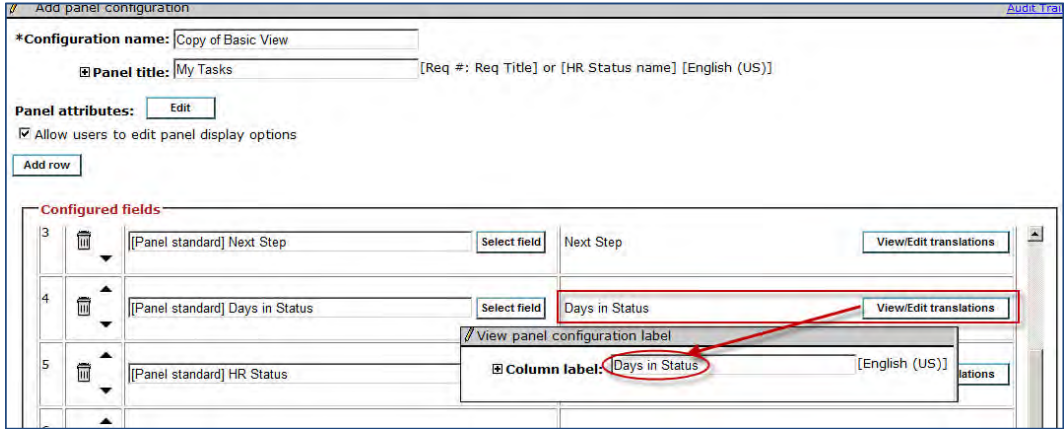 Add panel configuration Audit Trai
*Configuration name: Copy of Basic View
Panel title: My Tasks [Req #: Req Title] or [HR Status name] [English (US)]
Panel attributes: Edit
Allow users to edit panel display options
Add row
Configured fields
3 [Panel standard] Next Step Select field Next Step View/Edit translations
4 [Panel standard] Days in Status Select field Days in Status View/Edit translations
View panel configuration label
Column label: Days in Status [English (US)]
5 [Panel standard] HR Status lations